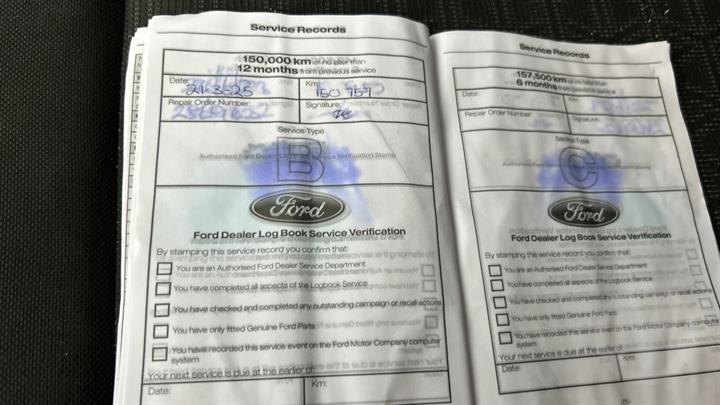 Service Records
150,000 km or no later than
12 months from previous service
Date:
21-3-25
Km:
150 757
Repair Order Number:
Signature:
Service Type
Authorised Ford Dealer Service Verification Stamp
B
Ford
Ford Dealer Log Book Service Verification
By stamping this service record you confirm that:
You are an Authorised Ford Dealer Service Department
You have completed all aspects of the Logbook Service
You have checked and completed any outstanding campaign or recall actions
You have only fitted Genuine Ford Parts
You have recorded this service event on the Ford Motor Company computer
system
Your next service is due at the earlier of:
Date:
Km:
Service Records
157,500 km
6 months
Date:
Km:
Repair Order Number:
Signature:
Service Type
C
Ford
Ford Dealer Log Book Service Verification
By stamping this service record you confirm that:
You are an Authorised Ford Dealer Service Department
You have completed all aspects of the Logbook Service
You have checked and completed any outstanding campaign or recall actions
You have only fitted Genuine Ford Parts
You have recorded this service event on the Ford Motor Company computer
system
Your next service is due at the earlier of:
Date:
Km: